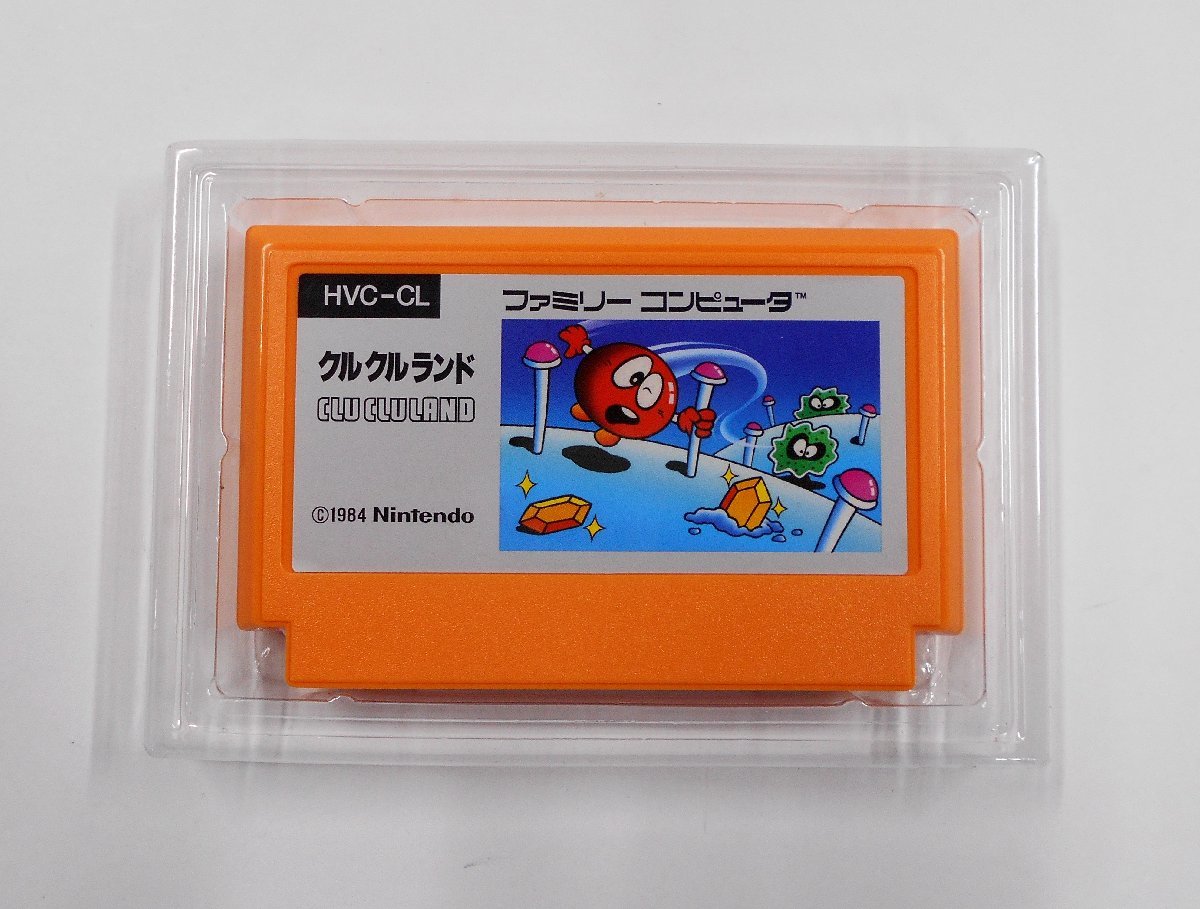 HVC-CL
ファミリー コンピュータ™
クルクルランド
CLU CLU LAND
©1984 Nintendo